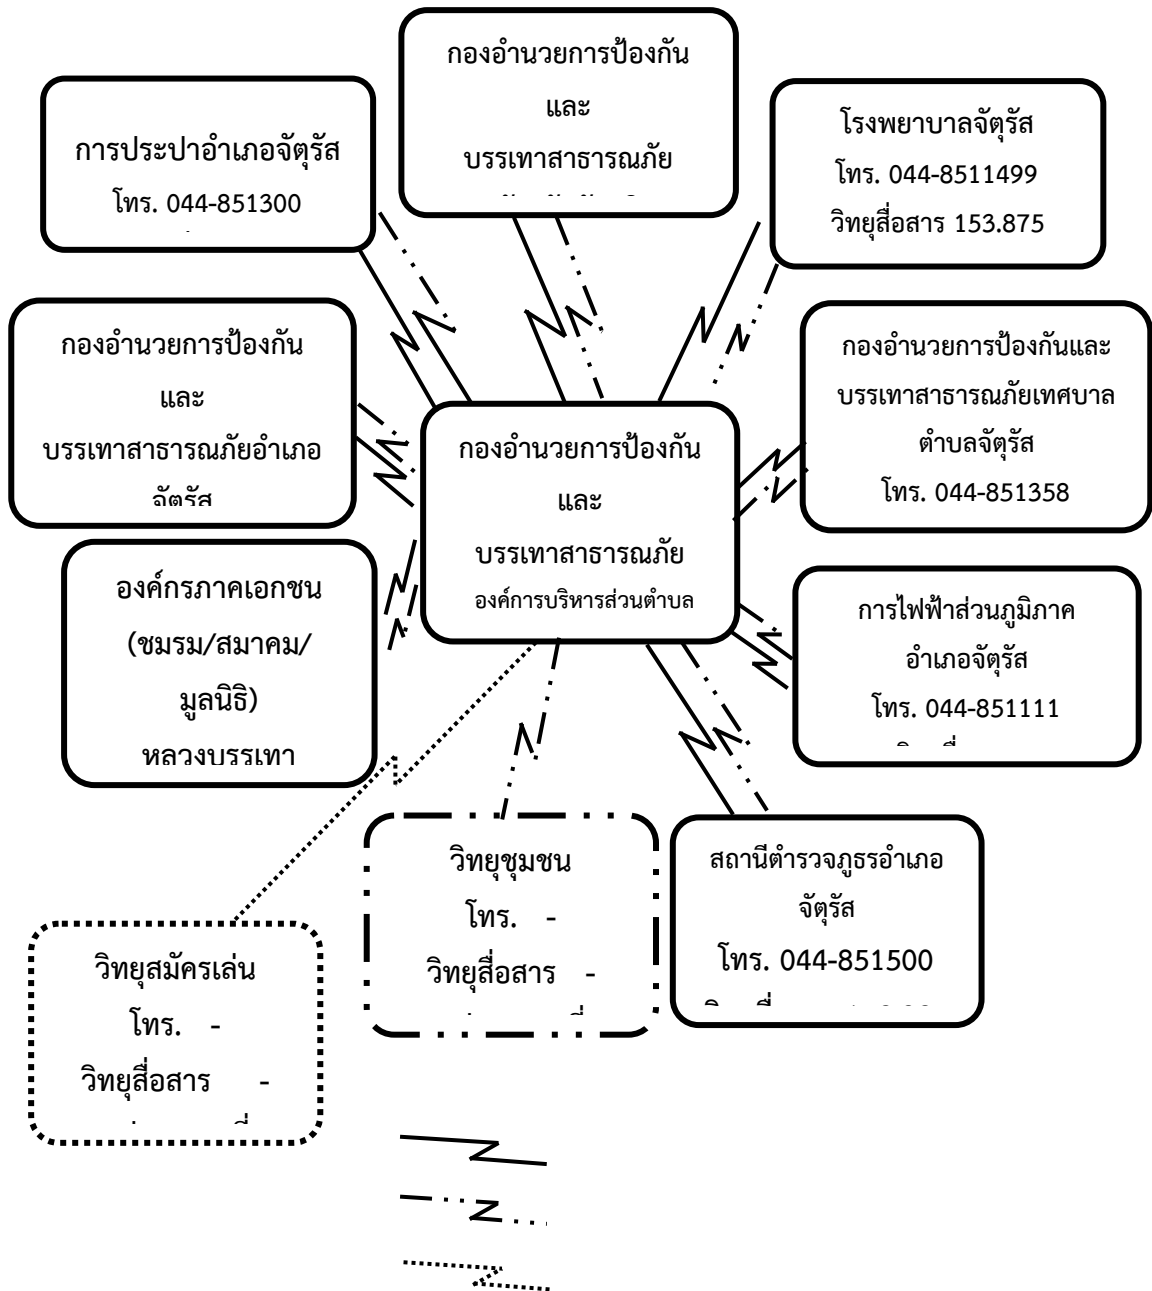 กองอำนวยการป้องกัน
และ
บรรเทาสาธารณภัย
การประปาอำเภอจัตุรัส
โทร. 044-851300
โรงพยาบาลจัตุรัส
โทร. 044-8511499
วิทยุสื่อสาร 153.875
กองอำนวยการป้องกัน
และ
บรรเทาสาธารณภัยอำเภอ
จัตุรัส
กองอำนวยการป้องกัน
และ
บรรเทาสาธารณภัย
องค์การบริหารส่วนตำบล
กองอำนวยการป้องกันและ
บรรเทาสาธารณภัยเทศบาล
ตำบลจัตุรัส
โทร. 044-851358
องค์กรภาคเอกชน
(ชมรม/สมาคม/
มูลนิธิ)
หลวงบรรเทา
การไฟฟ้าส่วนภูมิภาค
อำเภอจัตุรัส
โทร. 044-851111
วิทยุชุมชน
โทร. -
วิทยุสื่อสาร -
สถานีตำรวจภูธรอำเภอ
จัตุรัส
โทร. 044-851500
วิทยุสมัครเล่น
โทร. -
วิทยุสื่อสาร -